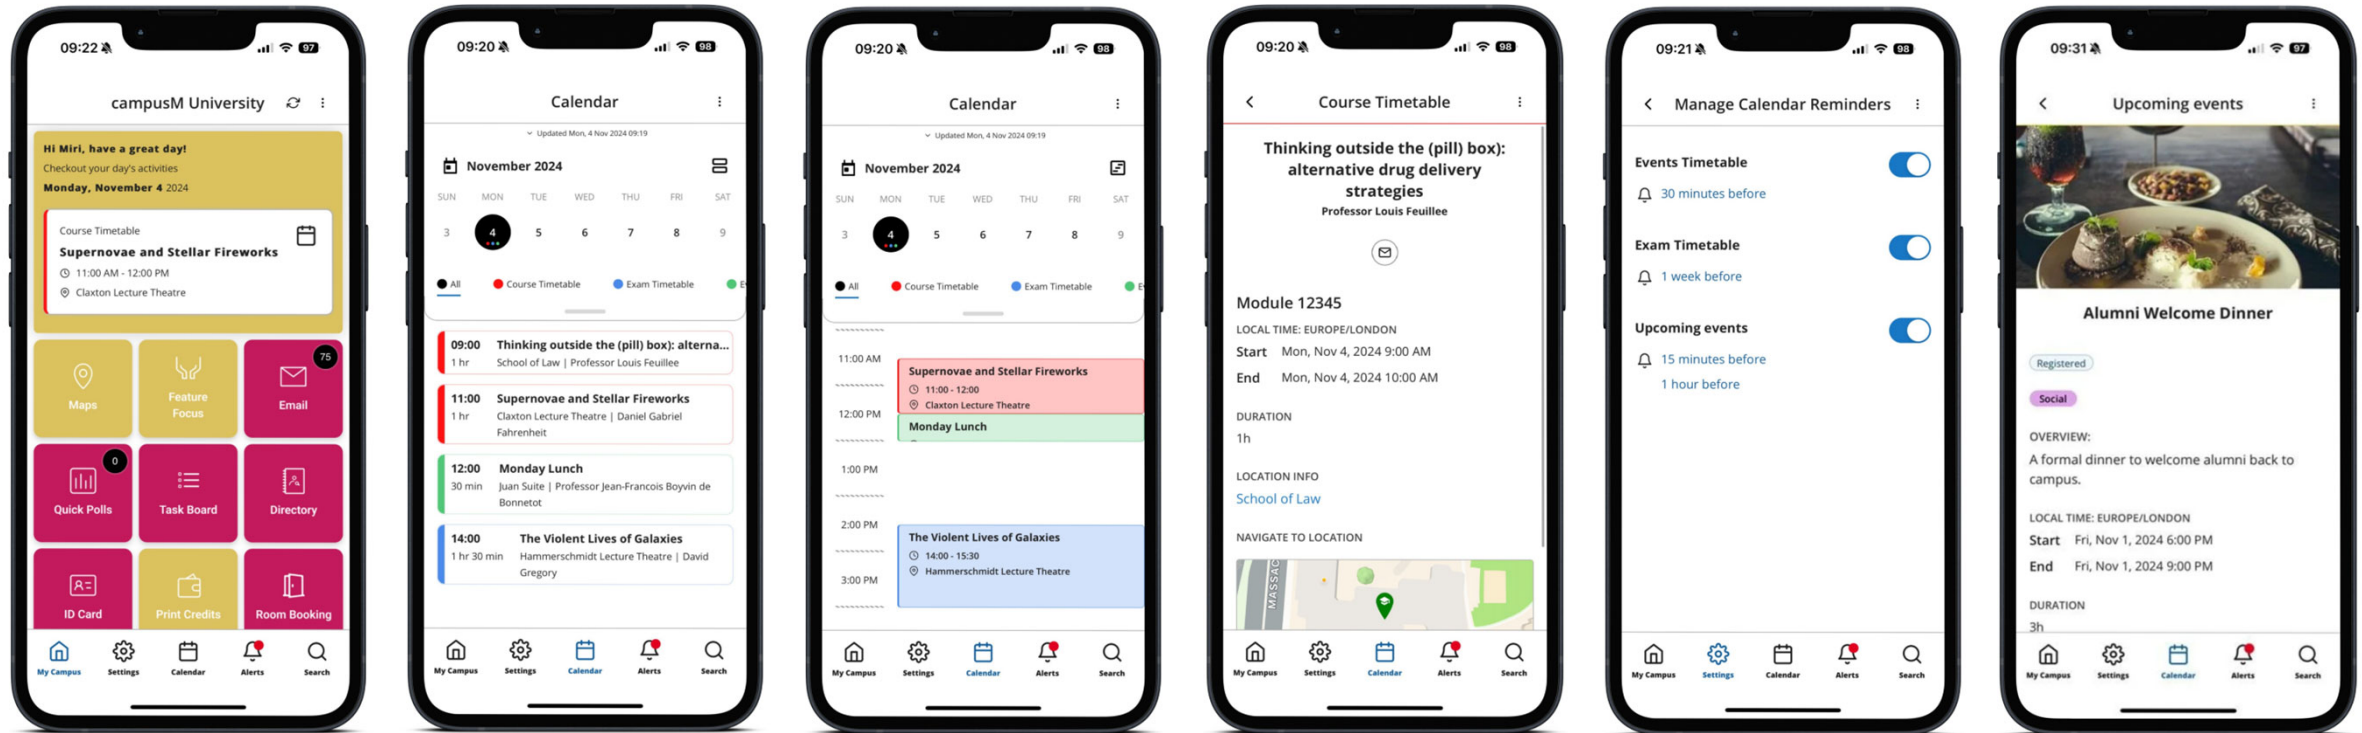 09:22
97
campusM University
Hi Miri, have a great day!
Checkout your day's activities
Monday, November 4 2024
Course Timetable
Supernovae and Stellar Fireworks
11:00 AM - 12:00 PM
Claxton Lecture Theatre
Maps
Feature
Focus
75
Email
0
Quick Polls
Task Board
Directory
ID Card
Print Credits
Room Booking
My Campus
Settings
Calendar
Alerts
Search
09:20
98
Calendar
Updated Mon, 4 Nov 2024 09:19
November 2024
SUN MON TUE WED THU FRI SAT
3 4 5 6 7 8 9
All Course Timetable Exam Timetable E
09:00 Thinking outside the (pill) box): alterna...
1 hr School of Law | Professor Louis Feuillee
11:00 Supernovae and Stellar Fireworks
1 hr Claxton Lecture Theatre | Daniel Gabriel
Fahrenheit
12:00 Monday Lunch
30 min Juan Suite | Professor Jean-Francois Boyvin de
Bonnetot
14:00 The Violent Lives of Galaxies
1 hr 30 min Hammerschmidt Lecture Theatre | David
Gregory
My Campus
Settings
Calendar
Alerts
Search
09:20
98
Calendar
Updated Mon, 4 Nov 2024 09:19
November 2024
SUN MON TUE WED THU FRI SAT
3 4 5 6 7 8 9
All Course Timetable Exam Timetable E
11:00 AM
Supernovae and Stellar Fireworks
11:00 - 12:00
Claxton Lecture Theatre
12:00 PM
Monday Lunch
1:00 PM
2:00 PM
The Violent Lives of Galaxies
14:00 - 15:30
Hammerschmidt Lecture Theatre
3:00 PM
My Campus
Settings
Calendar
Alerts
Search
09:20
98
Course Timetable
Thinking outside the (pill) box):
alternative drug delivery
strategies
Professor Louis Feuillee
Module 12345
LOCAL TIME: EUROPE/LONDON
Start Mon, Nov 4, 2024 9:00 AM
End Mon, Nov 4, 2024 10:00 AM
DURATION
1h
LOCATION INFO
School of Law
NAVIGATE TO LOCATION
MASSAC
My Campus
Settings
Calendar
Alerts
Search
09:21
98
Manage Calendar Reminders
Events Timetable
30 minutes before
Exam Timetable
1 week before
Upcoming events
15 minutes before
1 hour before
My Campus
Settings
Calendar
Alerts
Search
09:31
97
Upcoming events
Alumni Welcome Dinner
Registered
Social
OVERVIEW:
A formal dinner to welcome alumni back to
campus.
LOCAL TIME: EUROPE/LONDON
Start Fri, Nov 1, 2024 6:00 PM
End Fri, Nov 1, 2024 9:00 PM
DURATION
3h
My Campus
Settings
Calendar
Alerts
Search